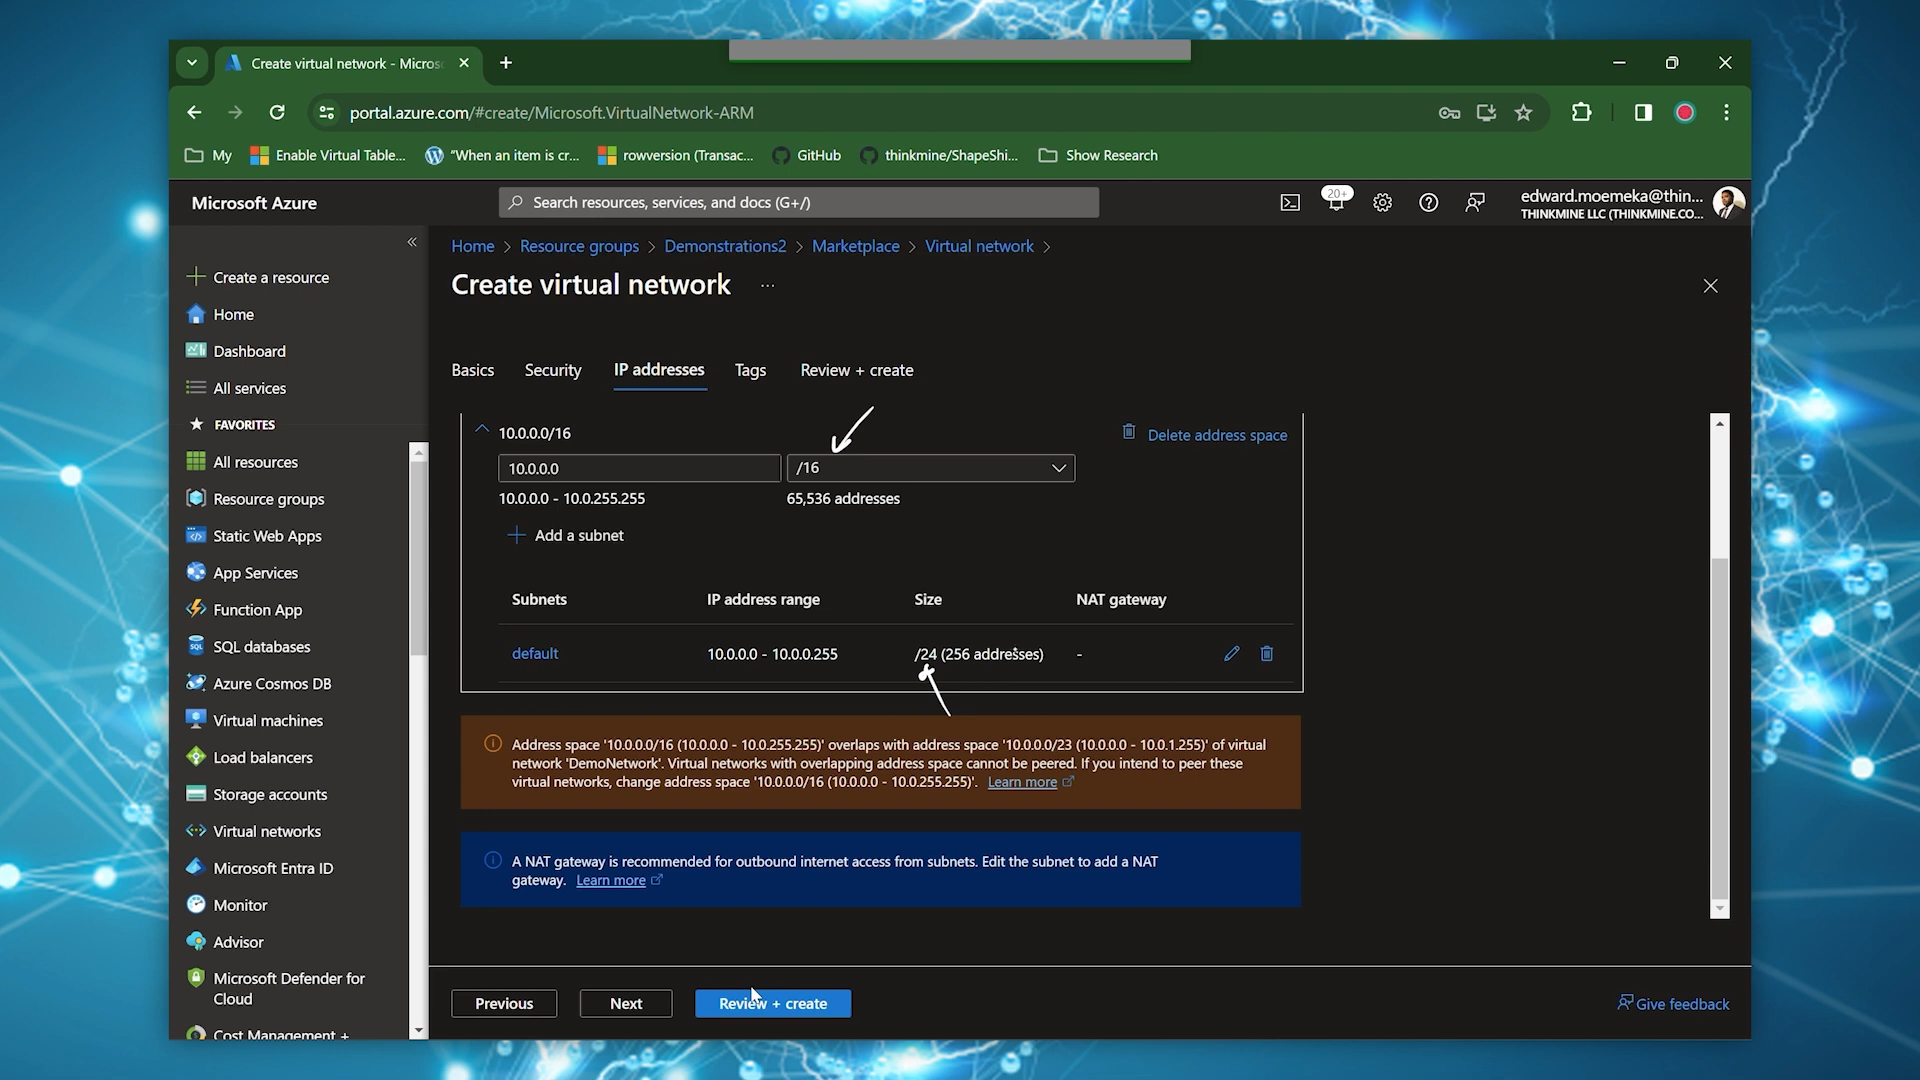 Create virtual network - Micros
portal.azure.com/#create/Microsoft.VirtualNetwork-ARM
My
Enable Virtual Table...
"When an item is cr...
rowversion (Transac...
GitHub
thinkmine/ShapeShi...
Show Research
Microsoft Azure
Search resources, services, and docs (G+/)
20+
edward.moemeka@thin...
THINKMINE LLC (THINKMINE.CO...
Create a resource
Home
Dashboard
All services
FAVORITES
All resources
Resource groups
Static Web Apps
App Services
Function App
SQL databases
Azure Cosmos DB
Virtual machines
Load balancers
Storage accounts
Virtual networks
Microsoft Entra ID
Monitor
Advisor
Microsoft Defender for
Cloud
Cost Management +
Home > Resource groups > Demonstrations2 > Marketplace > Virtual network >
Create virtual network ...
Basics Security IP addresses Tags Review + create
10.0.0.0/16
Delete address space
10.0.0.0 /16
10.0.0.0 - 10.0.255.255 65,536 addresses
Add a subnet
Subnets IP address range Size NAT gateway
default 10.0.0.0 - 10.0.0.255 /24 (256 addresses) -
Address space '10.0.0.0/16 (10.0.0.0 - 10.0.255.255)' overlaps with address space '10.0.0.0/23 (10.0.0.0 - 10.0.1.255)' of virtual
network 'DemoNetwork'. Virtual networks with overlapping address space cannot be peered. If you intend to peer these
virtual networks, change address space '10.0.0.0/16 (10.0.0.0 - 10.0.255.255)'. Learn more
A NAT gateway is recommended for outbound internet access from subnets. Edit the subnet to add a NAT
gateway. Learn more
Previous Next Review + create
Give feedback